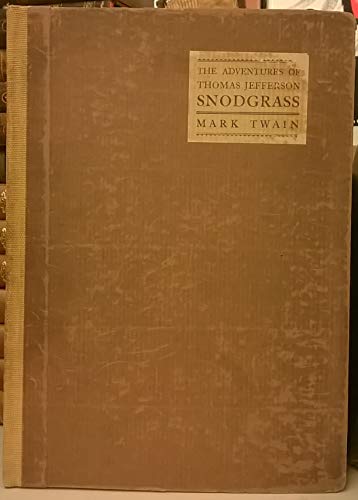 THE ADVENTURES OF
THOMAS JEFFERSON
SNODGRASS
MARK TWAIN